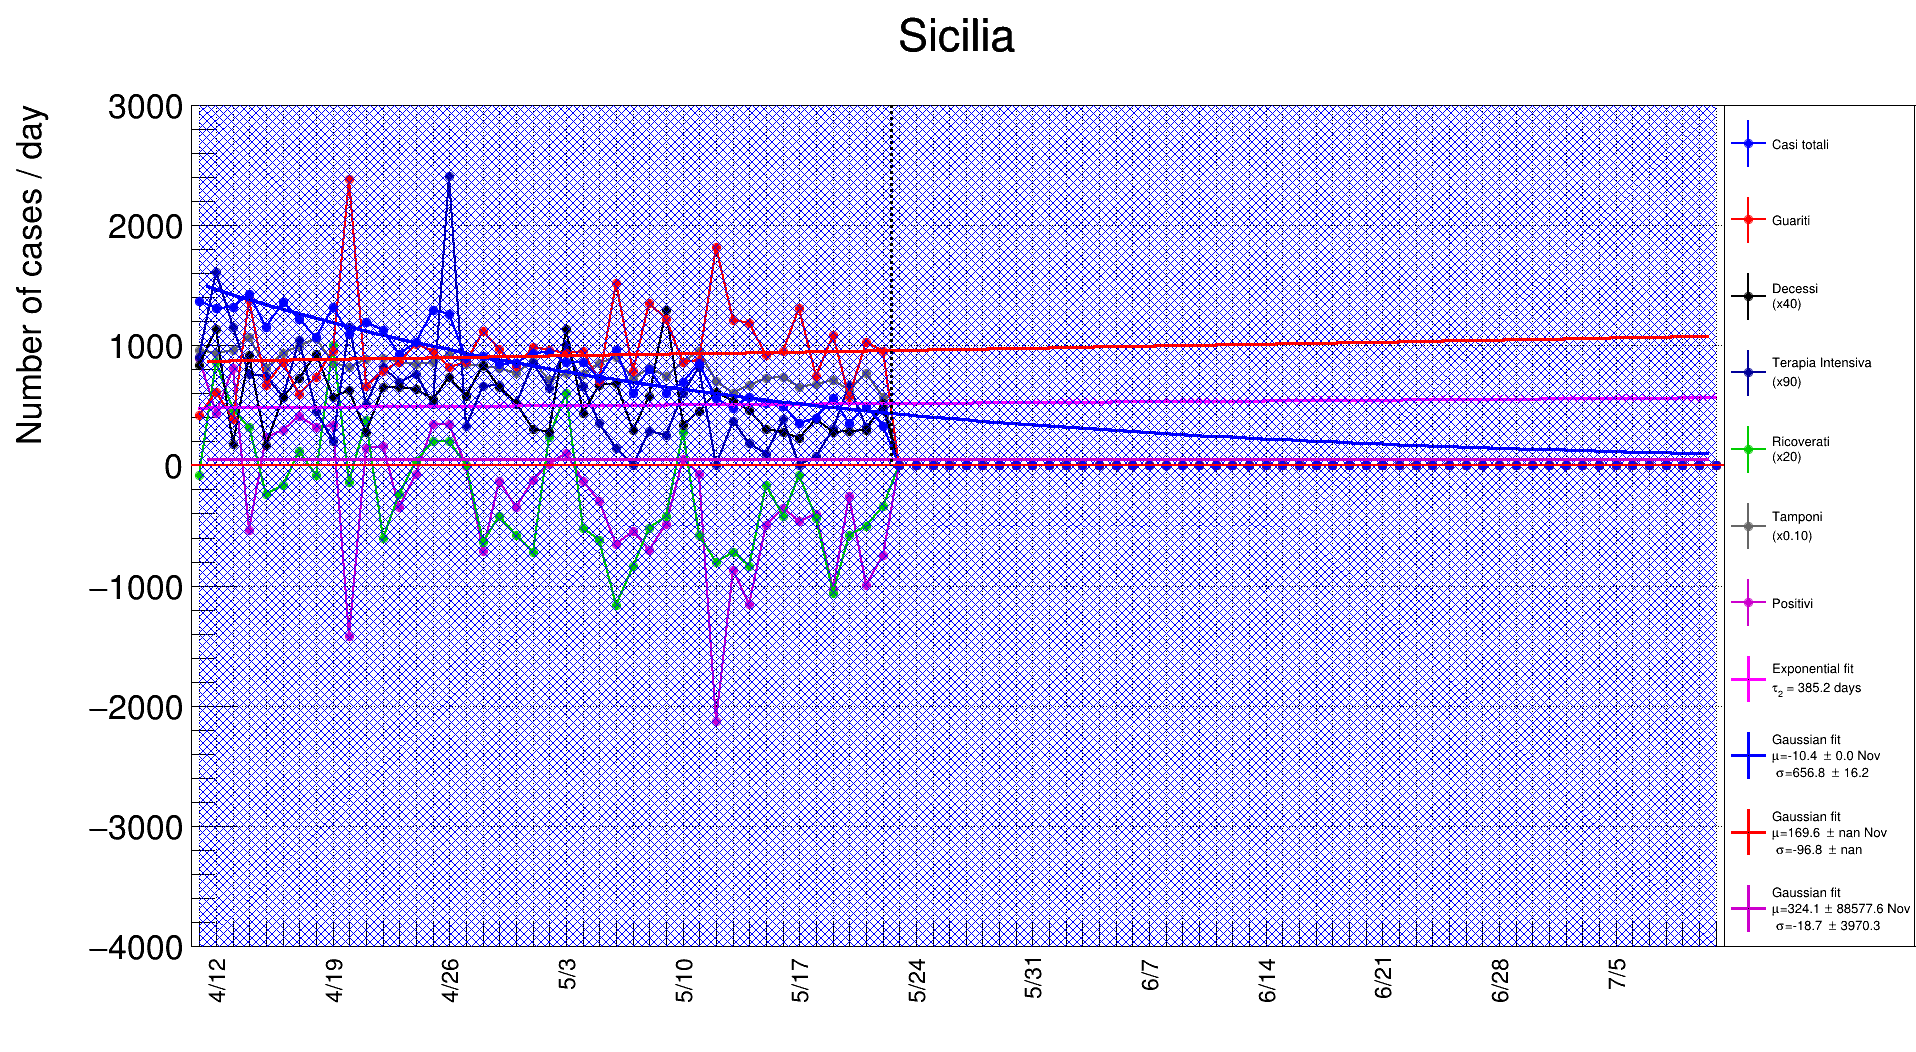 Sicilia
Number of cases / day
3000
2000
1000
0
−1000
−2000
−3000
−4000
4/12
4/19
4/26
5/3
5/10
5/17
5/24
5/31
6/7
6/14
6/21
6/28
7/5
Casi totali
Guariti
Decessi
(x40)
Terapia Intensiva
(x90)
Ricoverati
(x20)
Tamponi
(x0.10)
Positivi
Exponential fit
τ2 = 385.2 days
Gaussian fit
μ=-10.4 ± 0.0 Nov
σ=656.8 ± 16.2
Gaussian fit
μ=169.6 ± nan Nov
σ=-96.8 ± nan
Gaussian fit
μ=324.1 ± 88577.6 Nov
σ=-18.7 ± 3970.3